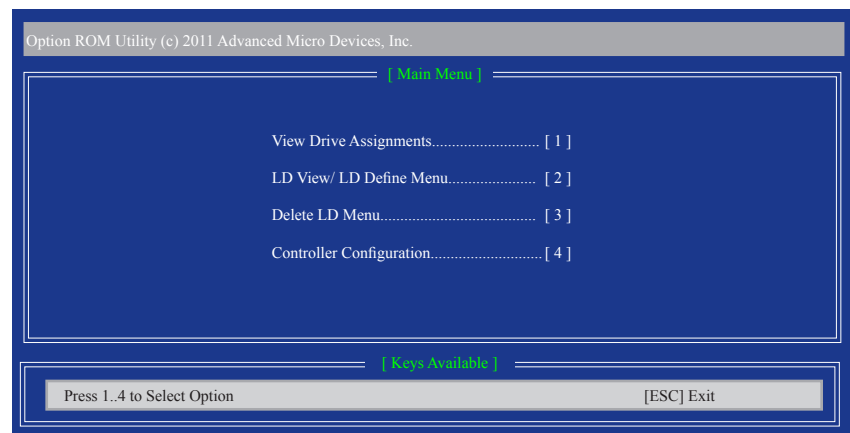 Option ROM Utility (c) 2011 Advanced Micro Devices, Inc.
[ Main Menu ]
View Drive Assignments........................... [ 1 ]
LD View/ LD Define Menu...................... [ 2 ]
Delete LD Menu....................................... [ 3 ]
Controller Configuration............................[ 4 ]
[ Keys Available ]
Press 1..4 to Select Option [ESC] Exit